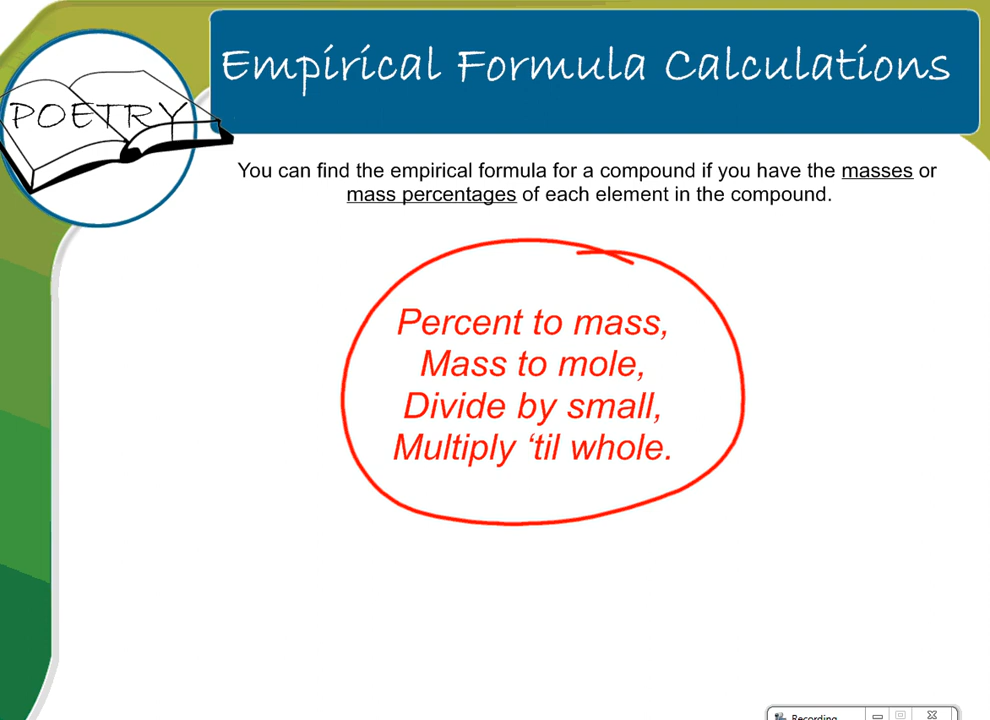 Empirical Formula Calculations
POETRY
You can find the empirical formula for a compound if you have the masses or
mass percentages of each element in the compound.
Percent to mass,
Mass to mole,
Divide by small,
Multiply ‘til whole.
Recording